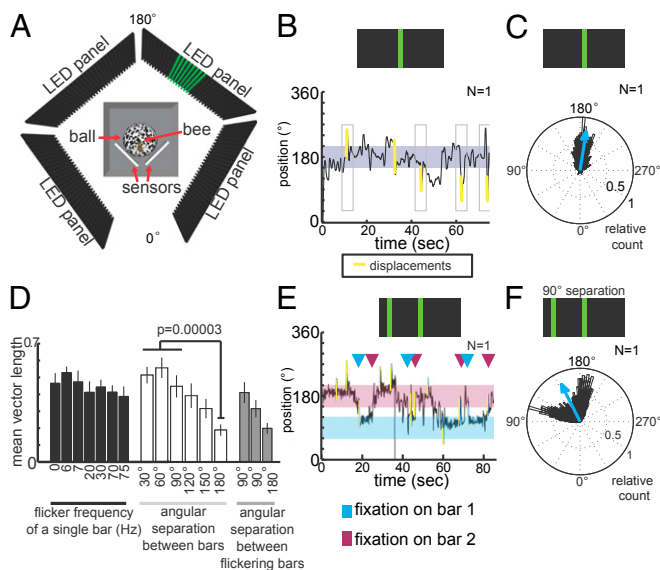 A
180°
LED panel
LED panel
LED panel
LED panel
ball
bee
sensors
0°
B
N=1
360
180
0
position (°)
0
20
40
60
time (sec)
displacements
C
N=1
180°
90°
270°
0.5
1
0°
relative
count
D
0.7
0
mean vector length
p=0.00003
0
6
7
20
30
70
75
30°
60°
90°
120°
150°
180°
90°
90°
180
flicker frequency
of a single bar (Hz)
angular
separation
between bars
angular
separation
between
flickering bars
E
N=1
360
180
0
position (°)
0
20
40
60
80
time (sec)
fixation on bar 1
fixation on bar 2
F
90° separation
180°
N=1
90°
270°
0.5
1
0°
relative
count